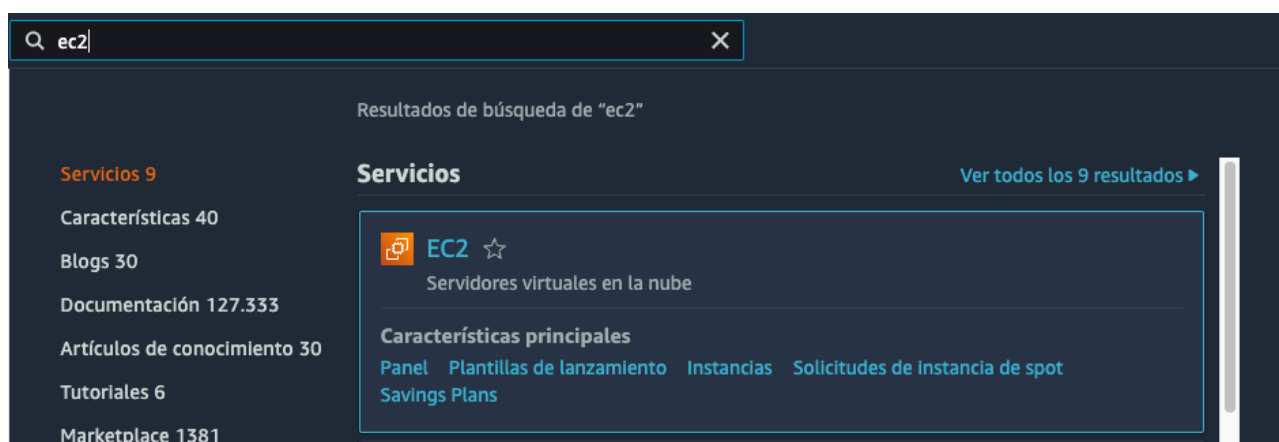 ec2
Resultados de búsqueda de “ec2”
Servicios 9
Características 40
Blogs 30
Documentación 127.333
Artículos de conocimiento 30
Tutoriales 6
Marketplace 1381
Servicios
Ver todos los 9 resultados
EC2
Servidores virtuales en la nube
Características principales
Panel Plantillas de lanzamiento Instancias Solicitudes de instancia de spot
Savings Plans